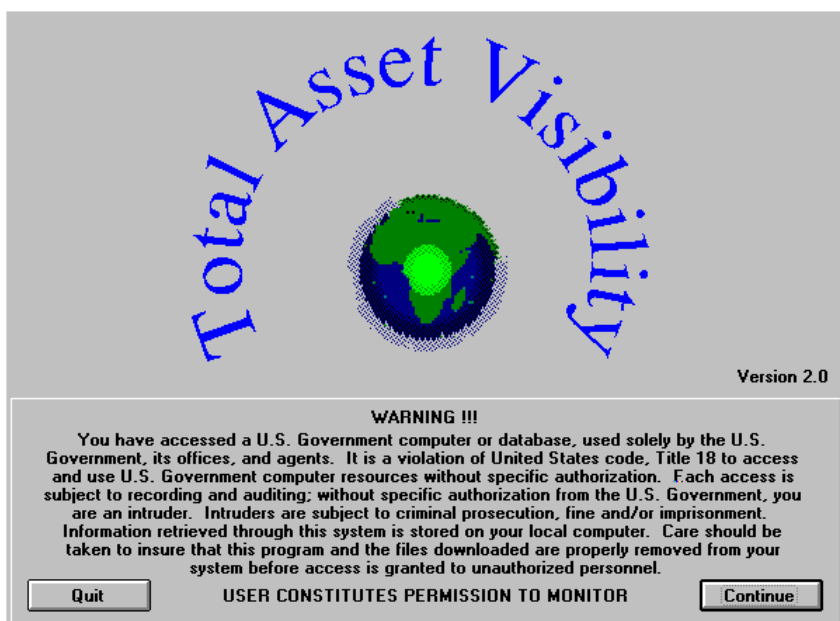 Total Asset Visibility
Version 2.0
WARNING !!!
You have accessed a U.S. Government computer or database, used solely by the U.S.
Government, its offices, and agents.  It is a violation of United States code, Title 18 to access
and use U.S. Government computer resources without specific authorization.  Each access is
subject to recording and auditing; without specific authorization from the U.S. Government, you
are an intruder.  Intruders are subject to criminal prosecution, fine and/or imprisonment.
Information retrieved through this system is stored on your local computer.  Care should be
taken to insure that this program and the files downloaded are properly removed from your
system before access is granted to unauthorized personnel.
Quit
USER CONSTITUTES PERMISSION TO MONITOR
Continue